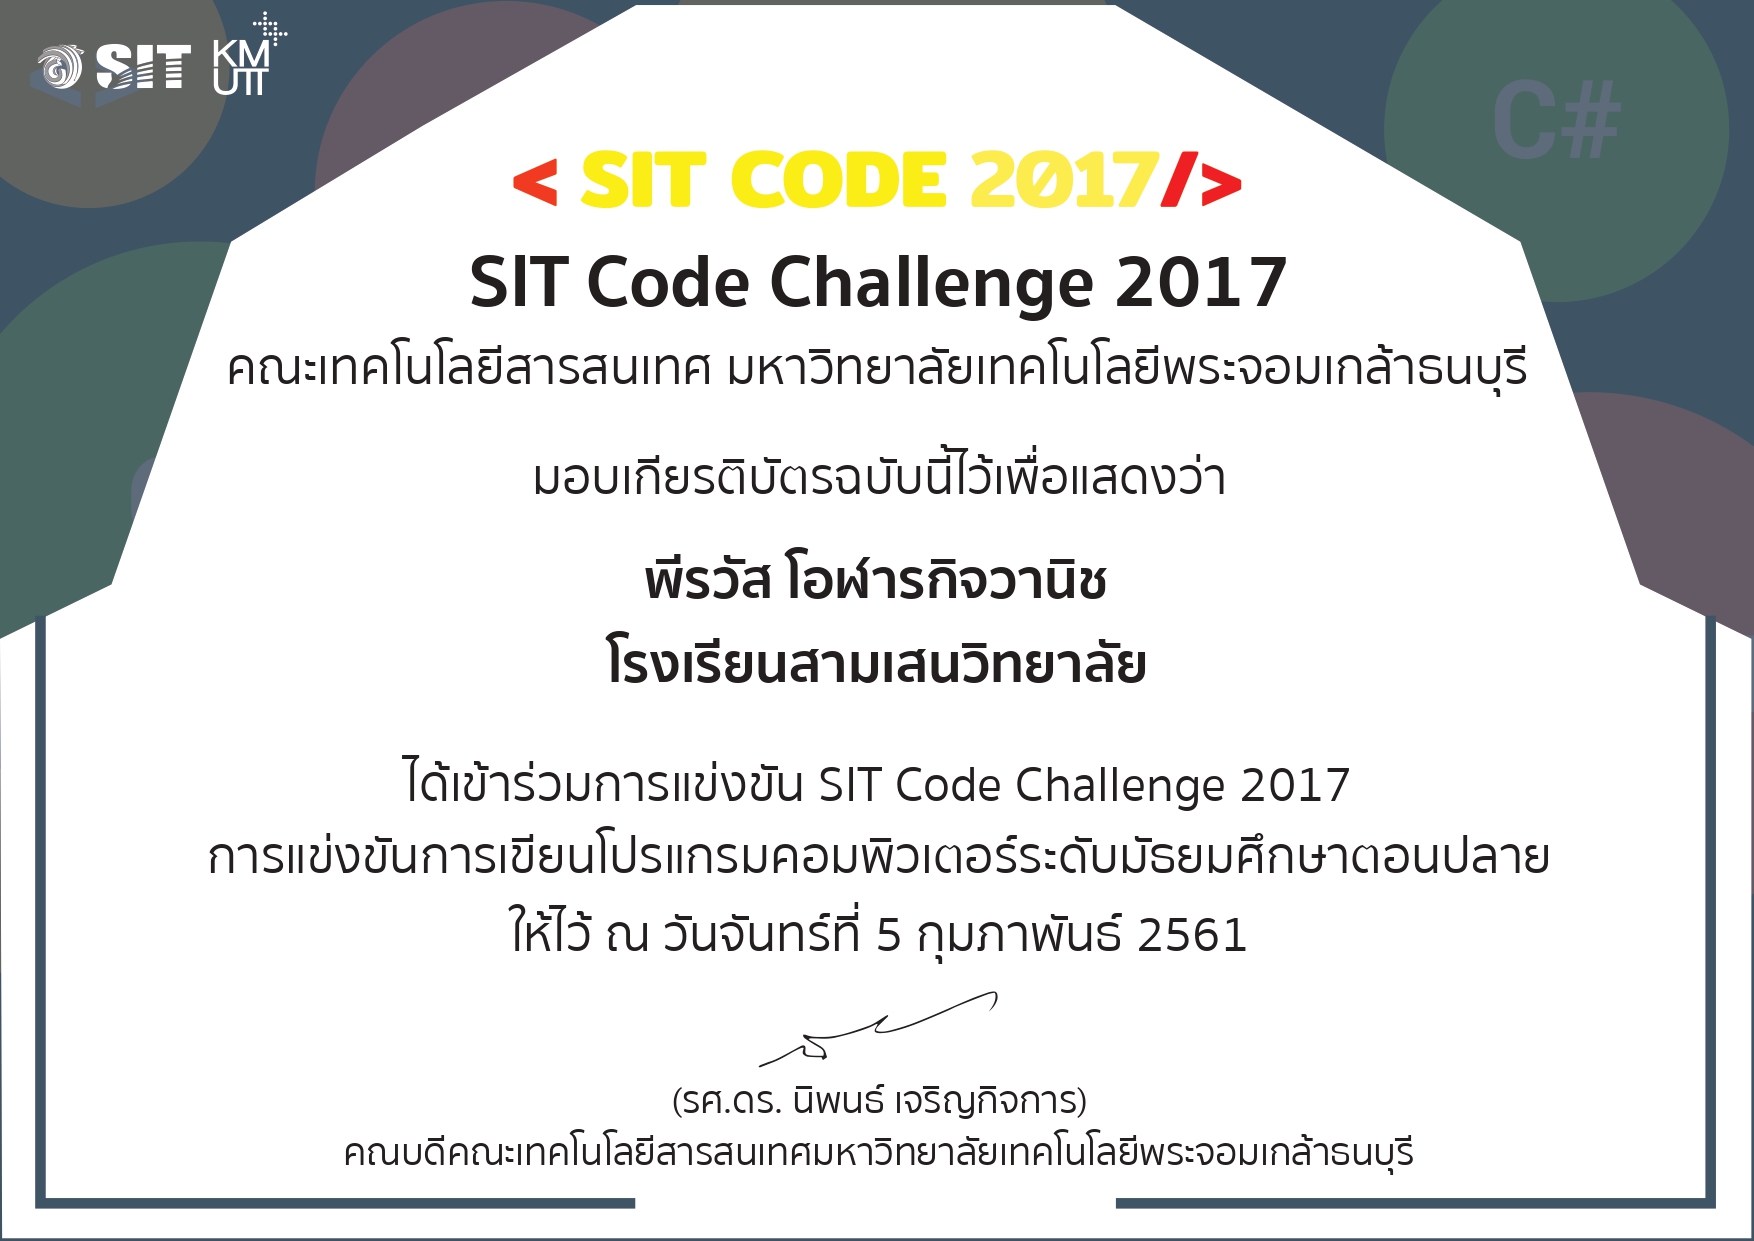 SIT KM
UTT
C#
< SIT CODE 2017/>
SIT Code Challenge 2017
คณะเทคโนโลยีสารสนเทศ มหาวิทยาลัยเทคโนโลยีพระจอมเกล้าธนบุรี
มอบเกียรติบัตรฉบับนี้ไว้เพื่อแสดงว่า
พีรวัส โอฬารกิจวานิช
โรงเรียนสามเสนวิทยาลัย
ได้เข้าร่วมการแข่งขัน SIT Code Challenge 2017
การแข่งขันการเขียนโปรแกรมคอมพิวเตอร์ระดับมัธยมศึกษาตอนปลาย
ให้ไว้ ณ วันจันทร์ที่ 5 กุมภาพันธ์ 2561
(รศ.ดร. นิพนธ์ เจริญกิจการ)
คณบดีคณะเทคโนโลยีสารสนเทศมหาวิทยาลัยเทคโนโลยีพระจอมเกล้าธนบุรี